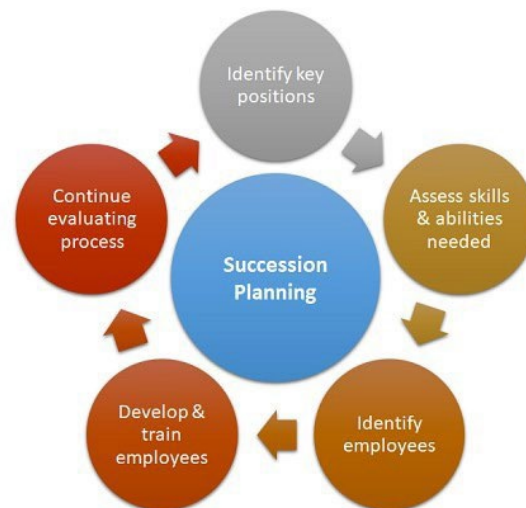 Identify key
positions
Assess skills
& abilities
needed
Identify
employees
Develop &
train
employees
Continue
evaluating
process
Succession
Planning